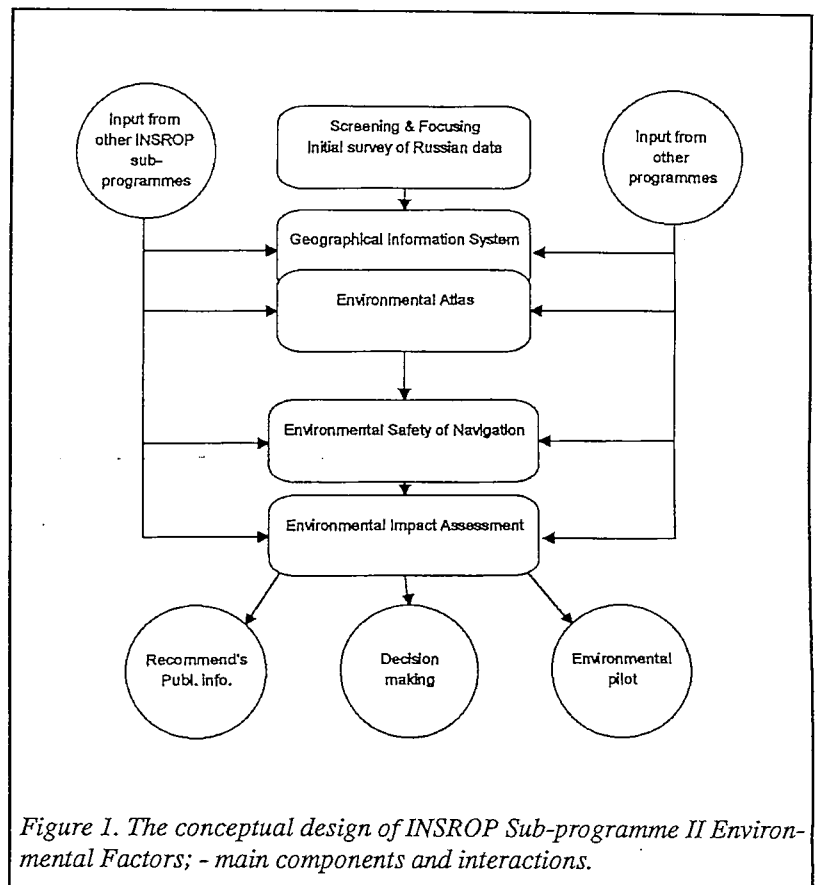 Input from
other INSROP
sub-
programmes
Screening & Focusing
Initial survey of Russian data
Input from
other
programmes
Geographical Information System
Environmental Atlas
Environmental Safety of Navigation
Environmental Impact Assessment
Recommend's
Publ. info.
Decision
making
Environmental
pilot
Figure 1. The conceptual design of INSROP Sub-programme II Environ-
mental Factors; - main components and interactions.